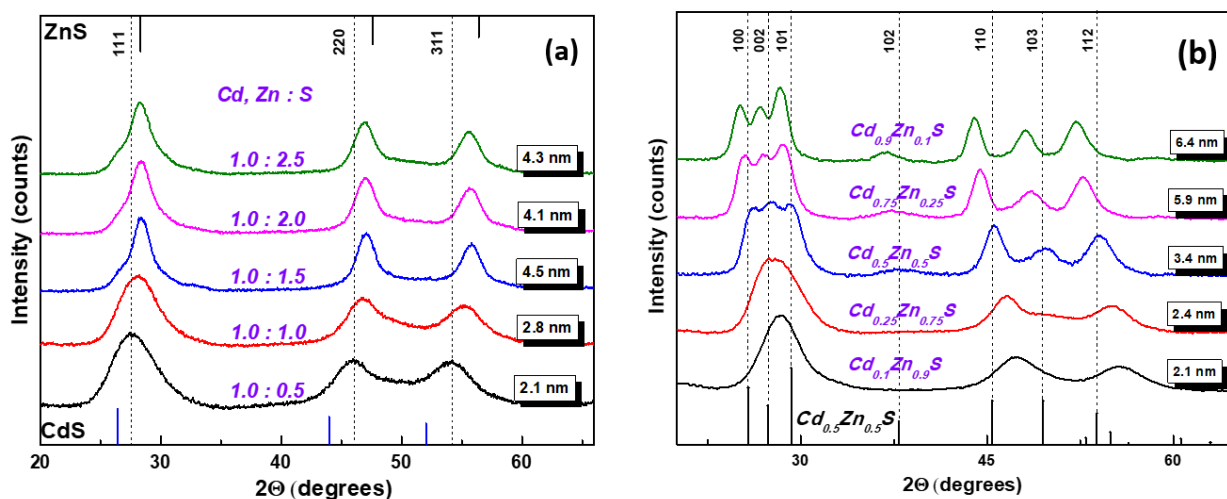 ZnS
111
220
311
(a)
Cd, Zn : S
1.0 : 2.5
4.3 nm
1.0 : 2.0
4.1 nm
1.0 : 1.5
4.5 nm
1.0 : 1.0
2.8 nm
1.0 : 0.5
2.1 nm
CdS
Intensity (counts)
20 30 40 50 60
2Θ (degrees)
100
002
101
102
110
103
112
(b)
Cd0.9Zn0.1S
6.4 nm
Cd0.75Zn0.25S
5.9 nm
Cd0.5Zn0.5S
3.4 nm
Cd0.25Zn0.75S
2.4 nm
Cd0.1Zn0.9S
2.1 nm
Cd0.5Zn0.5S
Intensity (counts)
30 45 60
2Θ (degrees)